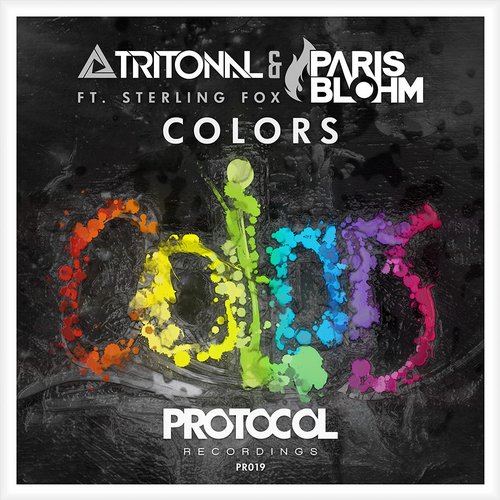 TRITONAL & PARIS BLOHM
FT. STERLING FOX
COLORS
COLORS
PROTOCOL
RECORDINGS
PR019